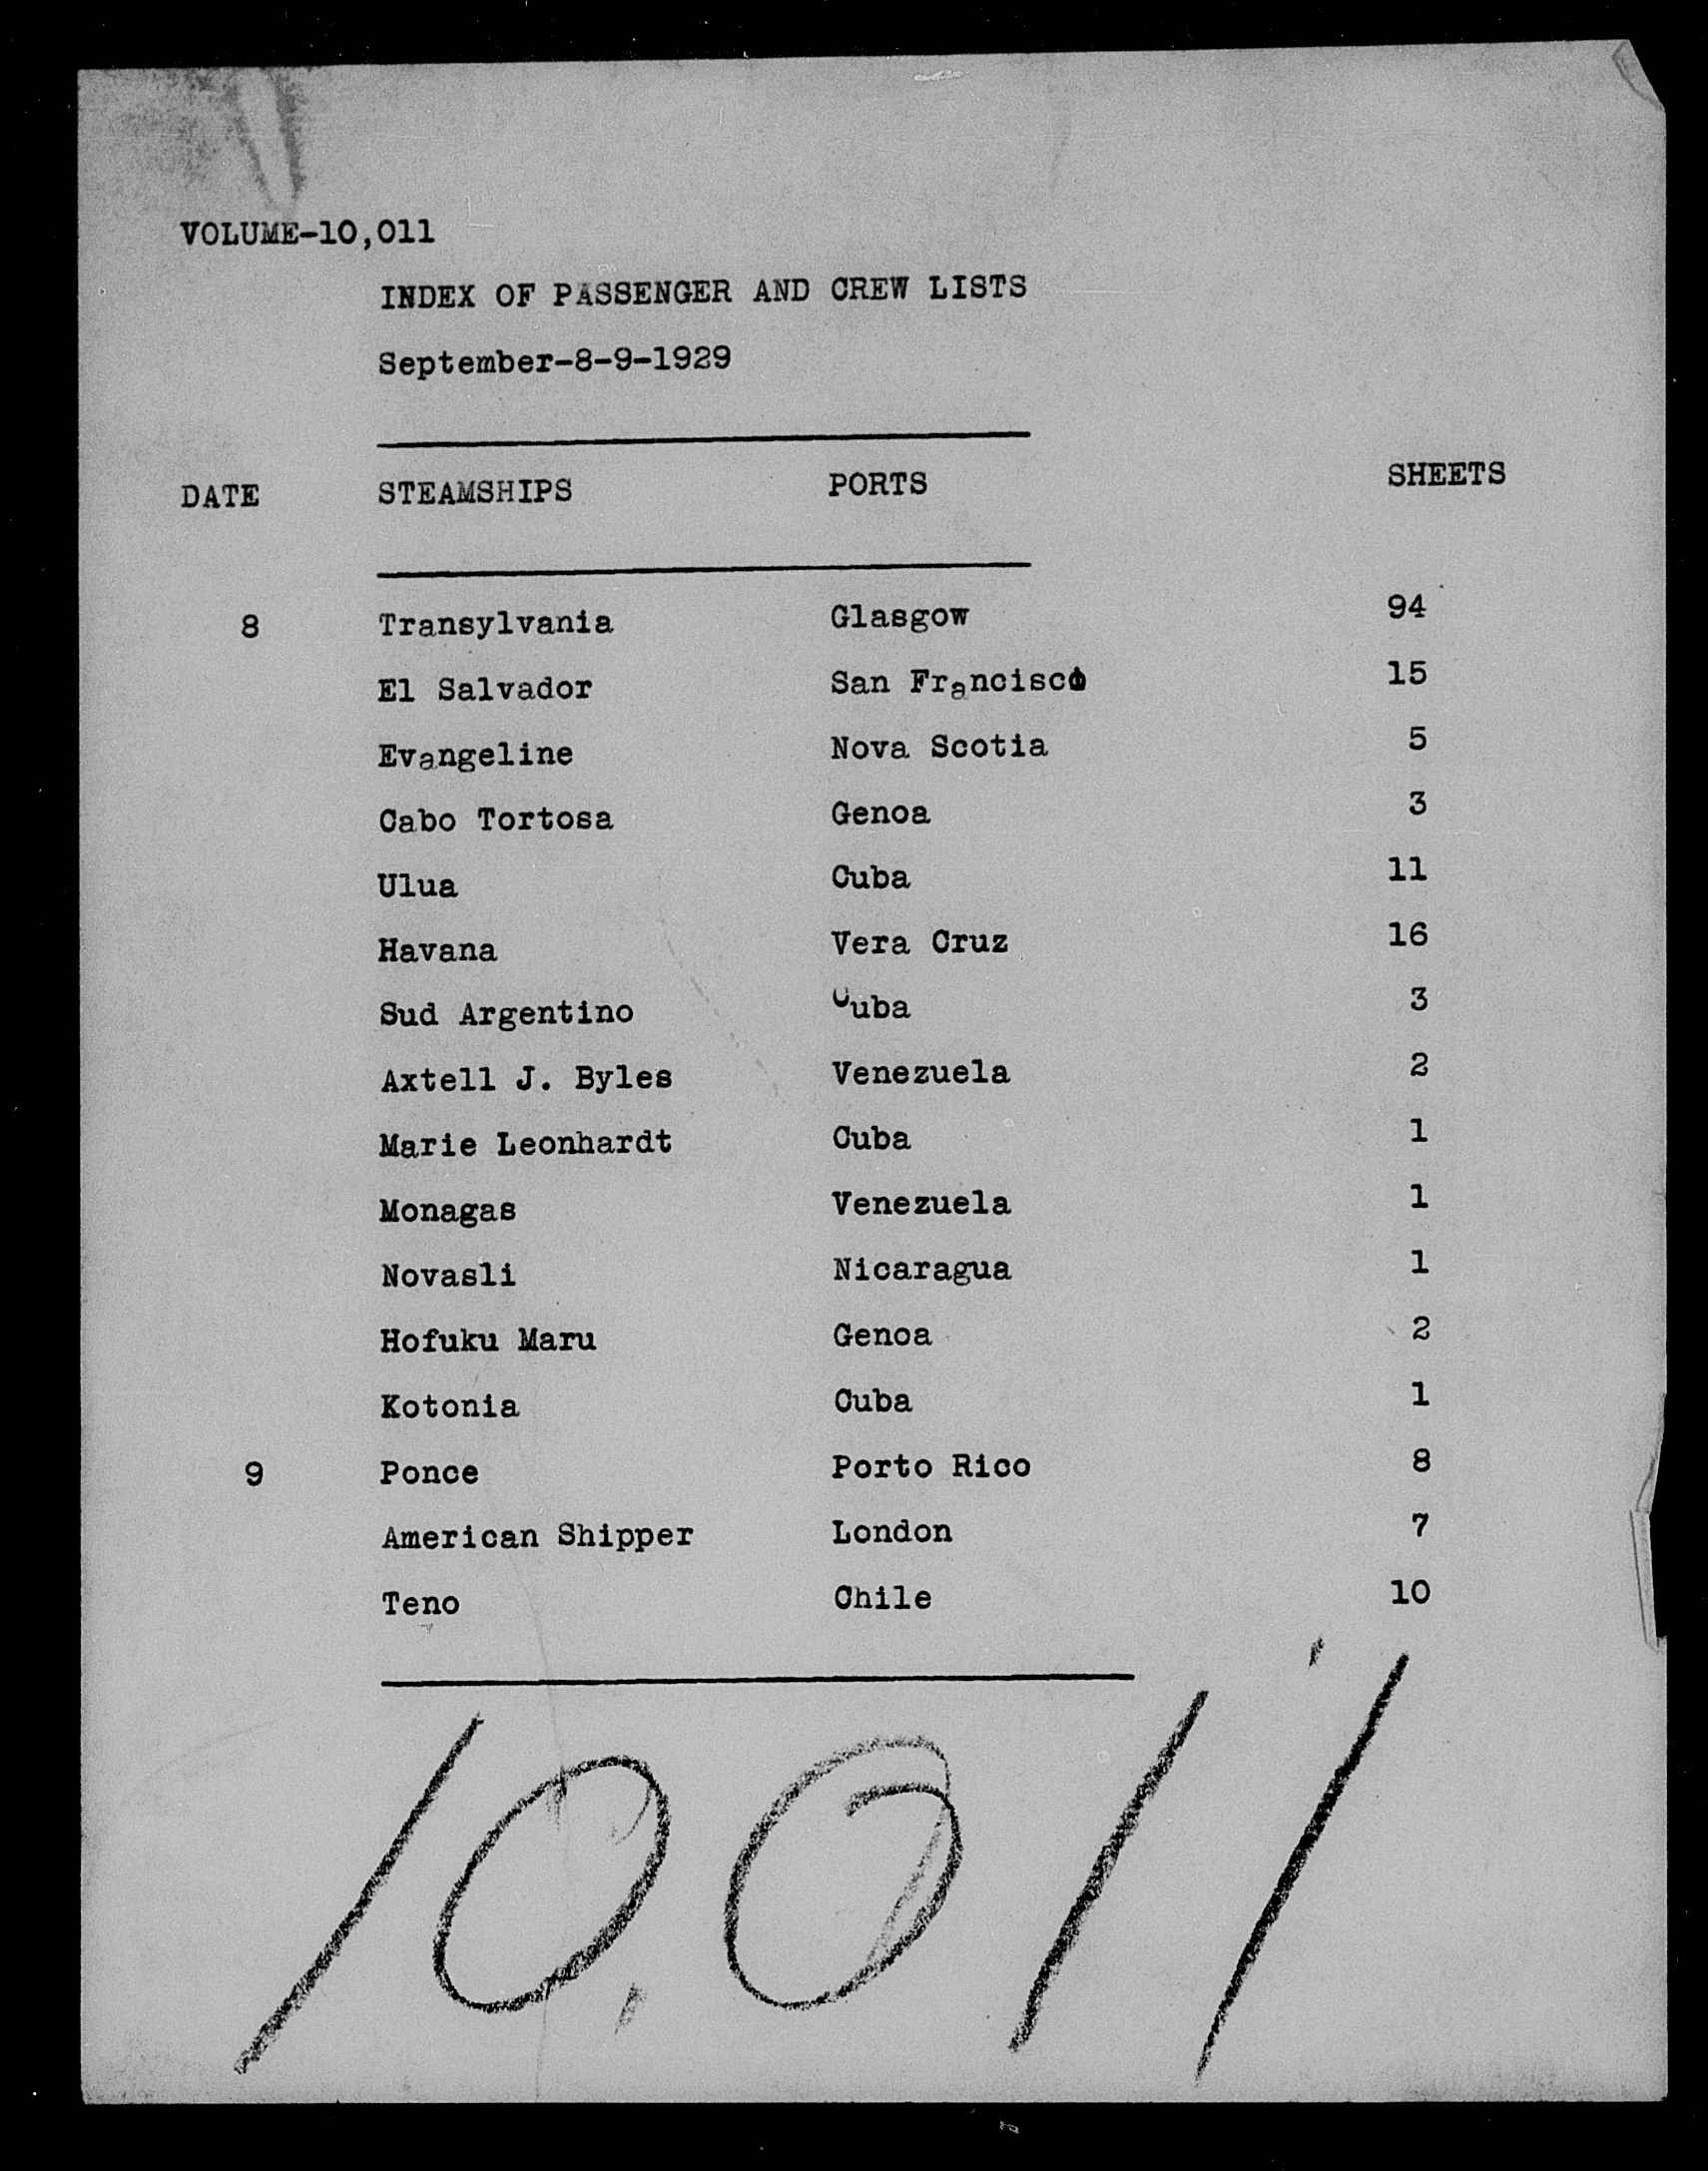 VOLUME-10,011
INDEX OF PASSENGER AND CREW LISTS
September-8-9-1929
DATE STEAMSHIPS PORTS SHEETS
8 Transylvania Glasgow 94
El Salvador San Francisco 15
Evangeline Nova Scotia 5
Cabo Tortosa Genoa 3
Ulua Cuba 11
Havana Vera Cruz 16
Sud Argentino Cuba 3
Axtell J. Byles Venezuela 2
Marie Leonhardt Cuba 1
Monagas Venezuela 1
Novasli Nicaragua 1
Hofuku Maru Genoa 2
Kotonia Cuba 1
9 Ponce Porto Rico 8
American Shipper London 7
Teno Chile 10
10,011